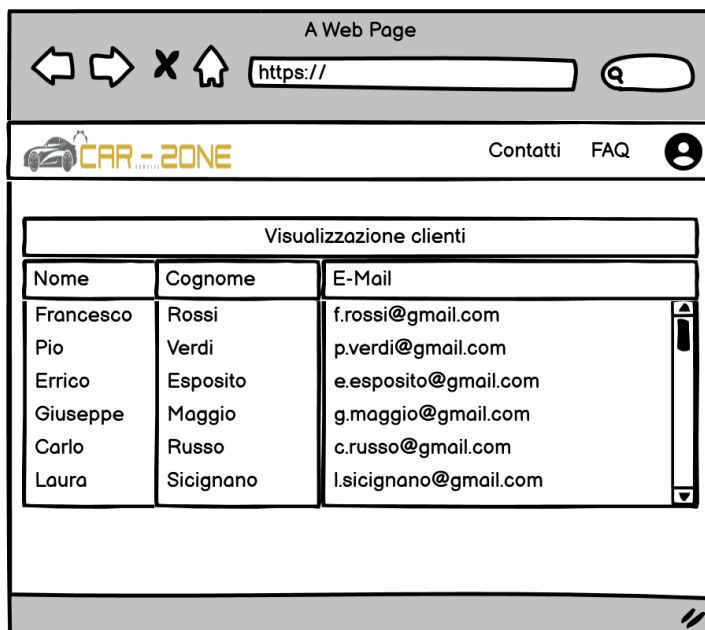 A Web Page
https://
CAR - ZONE
Contatti FAQ
Visualizzazione clienti
Nome Cognome E-Mail
Francesco Rossi f.rossi@gmail.com
Pio Verdi p.verdi@gmail.com
Errico Esposito e.esposito@gmail.com
Giuseppe Maggio g.maggio@gmail.com
Carlo Russo c.russo@gmail.com
Laura Sicignano l.sicignano@gmail.com